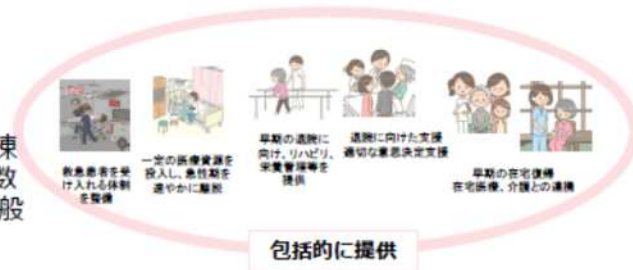 棟
数
般
救急患者を受
け入れる体制
を整備
一定の医療資源を
投入し、急性期を
速やかに離脱
早期の退院に
向け、リハビリ、
栄養管理等を
提供
退院に向けた支援
適切な意思決定支援
早期の在宅復帰
在宅医療、介護との連携
包括的に提供